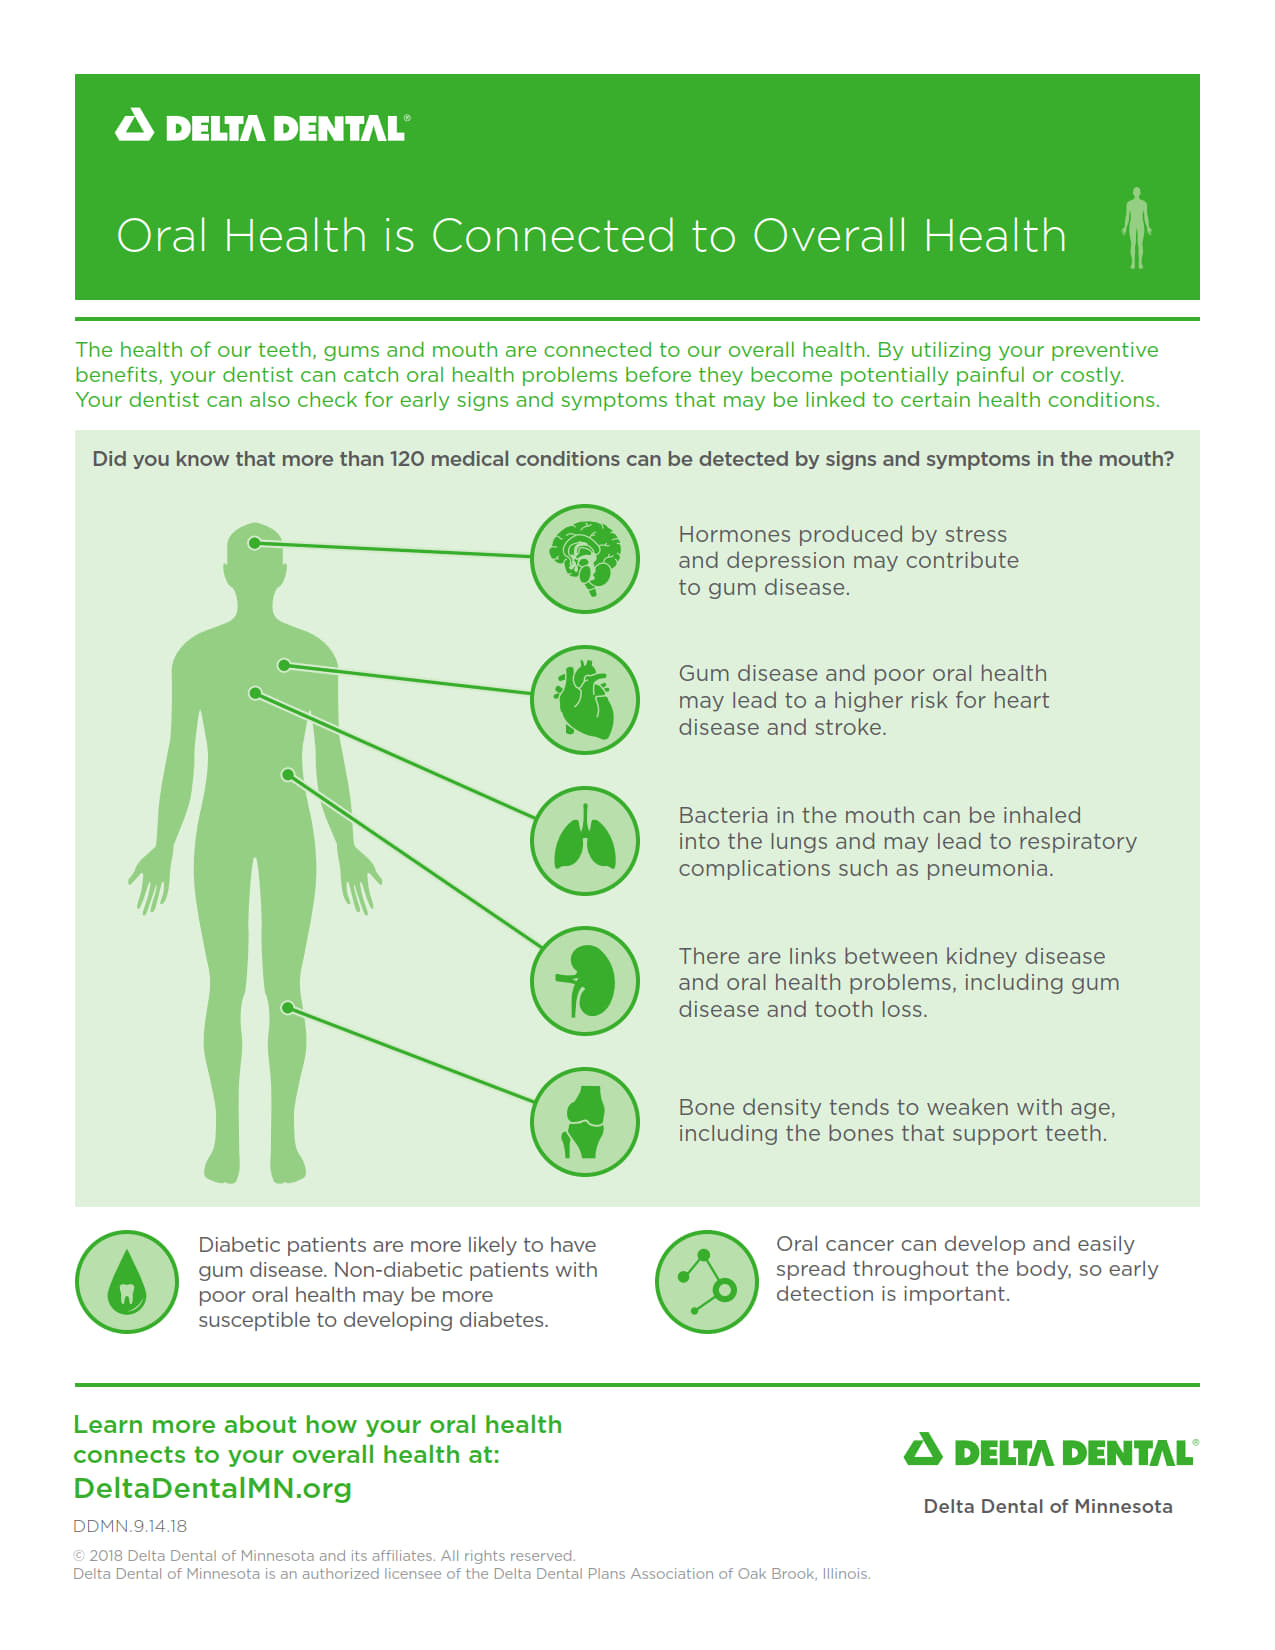 DELTA DENTAL®
Oral Health is Connected to Overall Health
The health of our teeth, gums and mouth are connected to our overall health. By utilizing your preventive
benefits, your dentist can catch oral health problems before they become potentially painful or costly.
Your dentist can also check for early signs and symptoms that may be linked to certain health conditions.
Did you know that more than 120 medical conditions can be detected by signs and symptoms in the mouth?
Hormones produced by stress
and depression may contribute
to gum disease.
Gum disease and poor oral health
may lead to a higher risk for heart
disease and stroke.
Bacteria in the mouth can be inhaled
into the lungs and may lead to respiratory
complications such as pneumonia.
There are links between kidney disease
and oral health problems, including gum
disease and tooth loss.
Bone density tends to weaken with age,
including the bones that support teeth.
Diabetic patients are more likely to have
gum disease. Non-diabetic patients with
poor oral health may be more
susceptible to developing diabetes.
Oral cancer can develop and easily
spread throughout the body, so early
detection is important.
Learn more about how your oral health
connects to your overall health at:
DeltaDentalMN.org
DDMN.9.14.18
© 2018 Delta Dental of Minnesota and its affiliates. All rights reserved.
Delta Dental of Minnesota is an authorized licensee of the Delta Dental Plans Association of Oak Brook, Illinois.
DELTA DENTAL®
Delta Dental of Minnesota